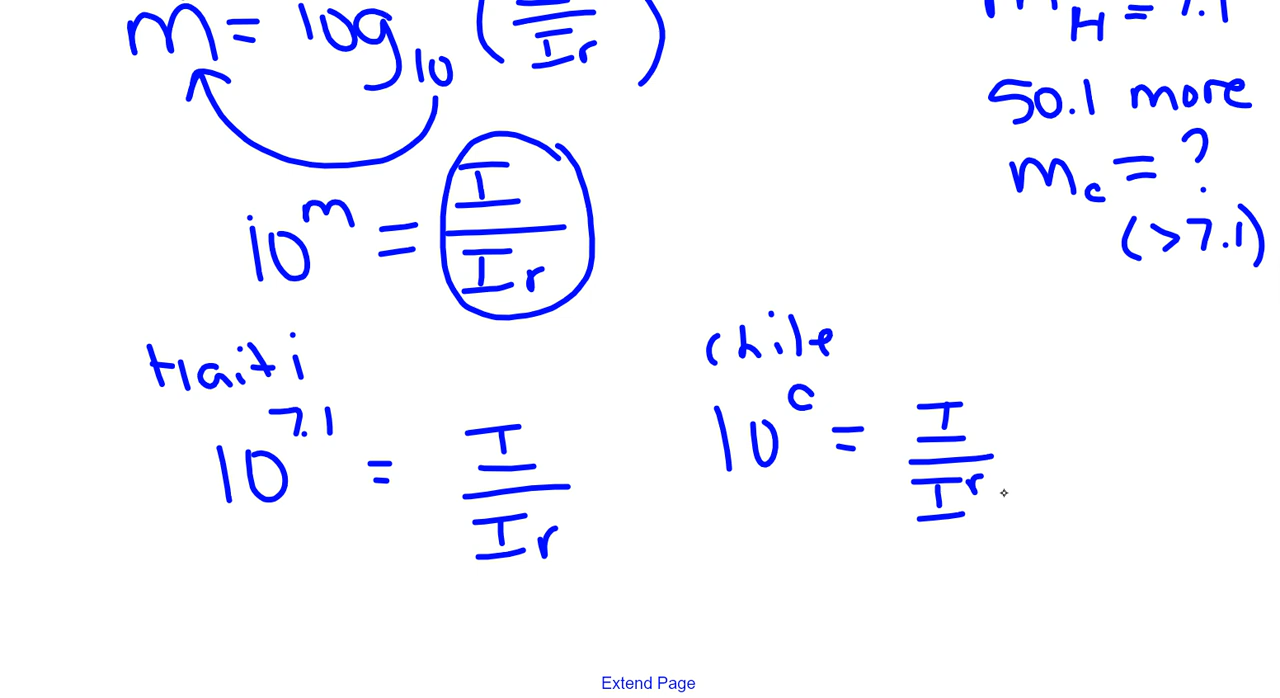 m = log₁₀ (I/Ir)
m_H = 7.1
50.1 more
m_c = ?
(>7.1)
10^m = I/Ir
Haiti
chile
10^7.1 = I/Ir
10^c = I/Ir
Extend Page